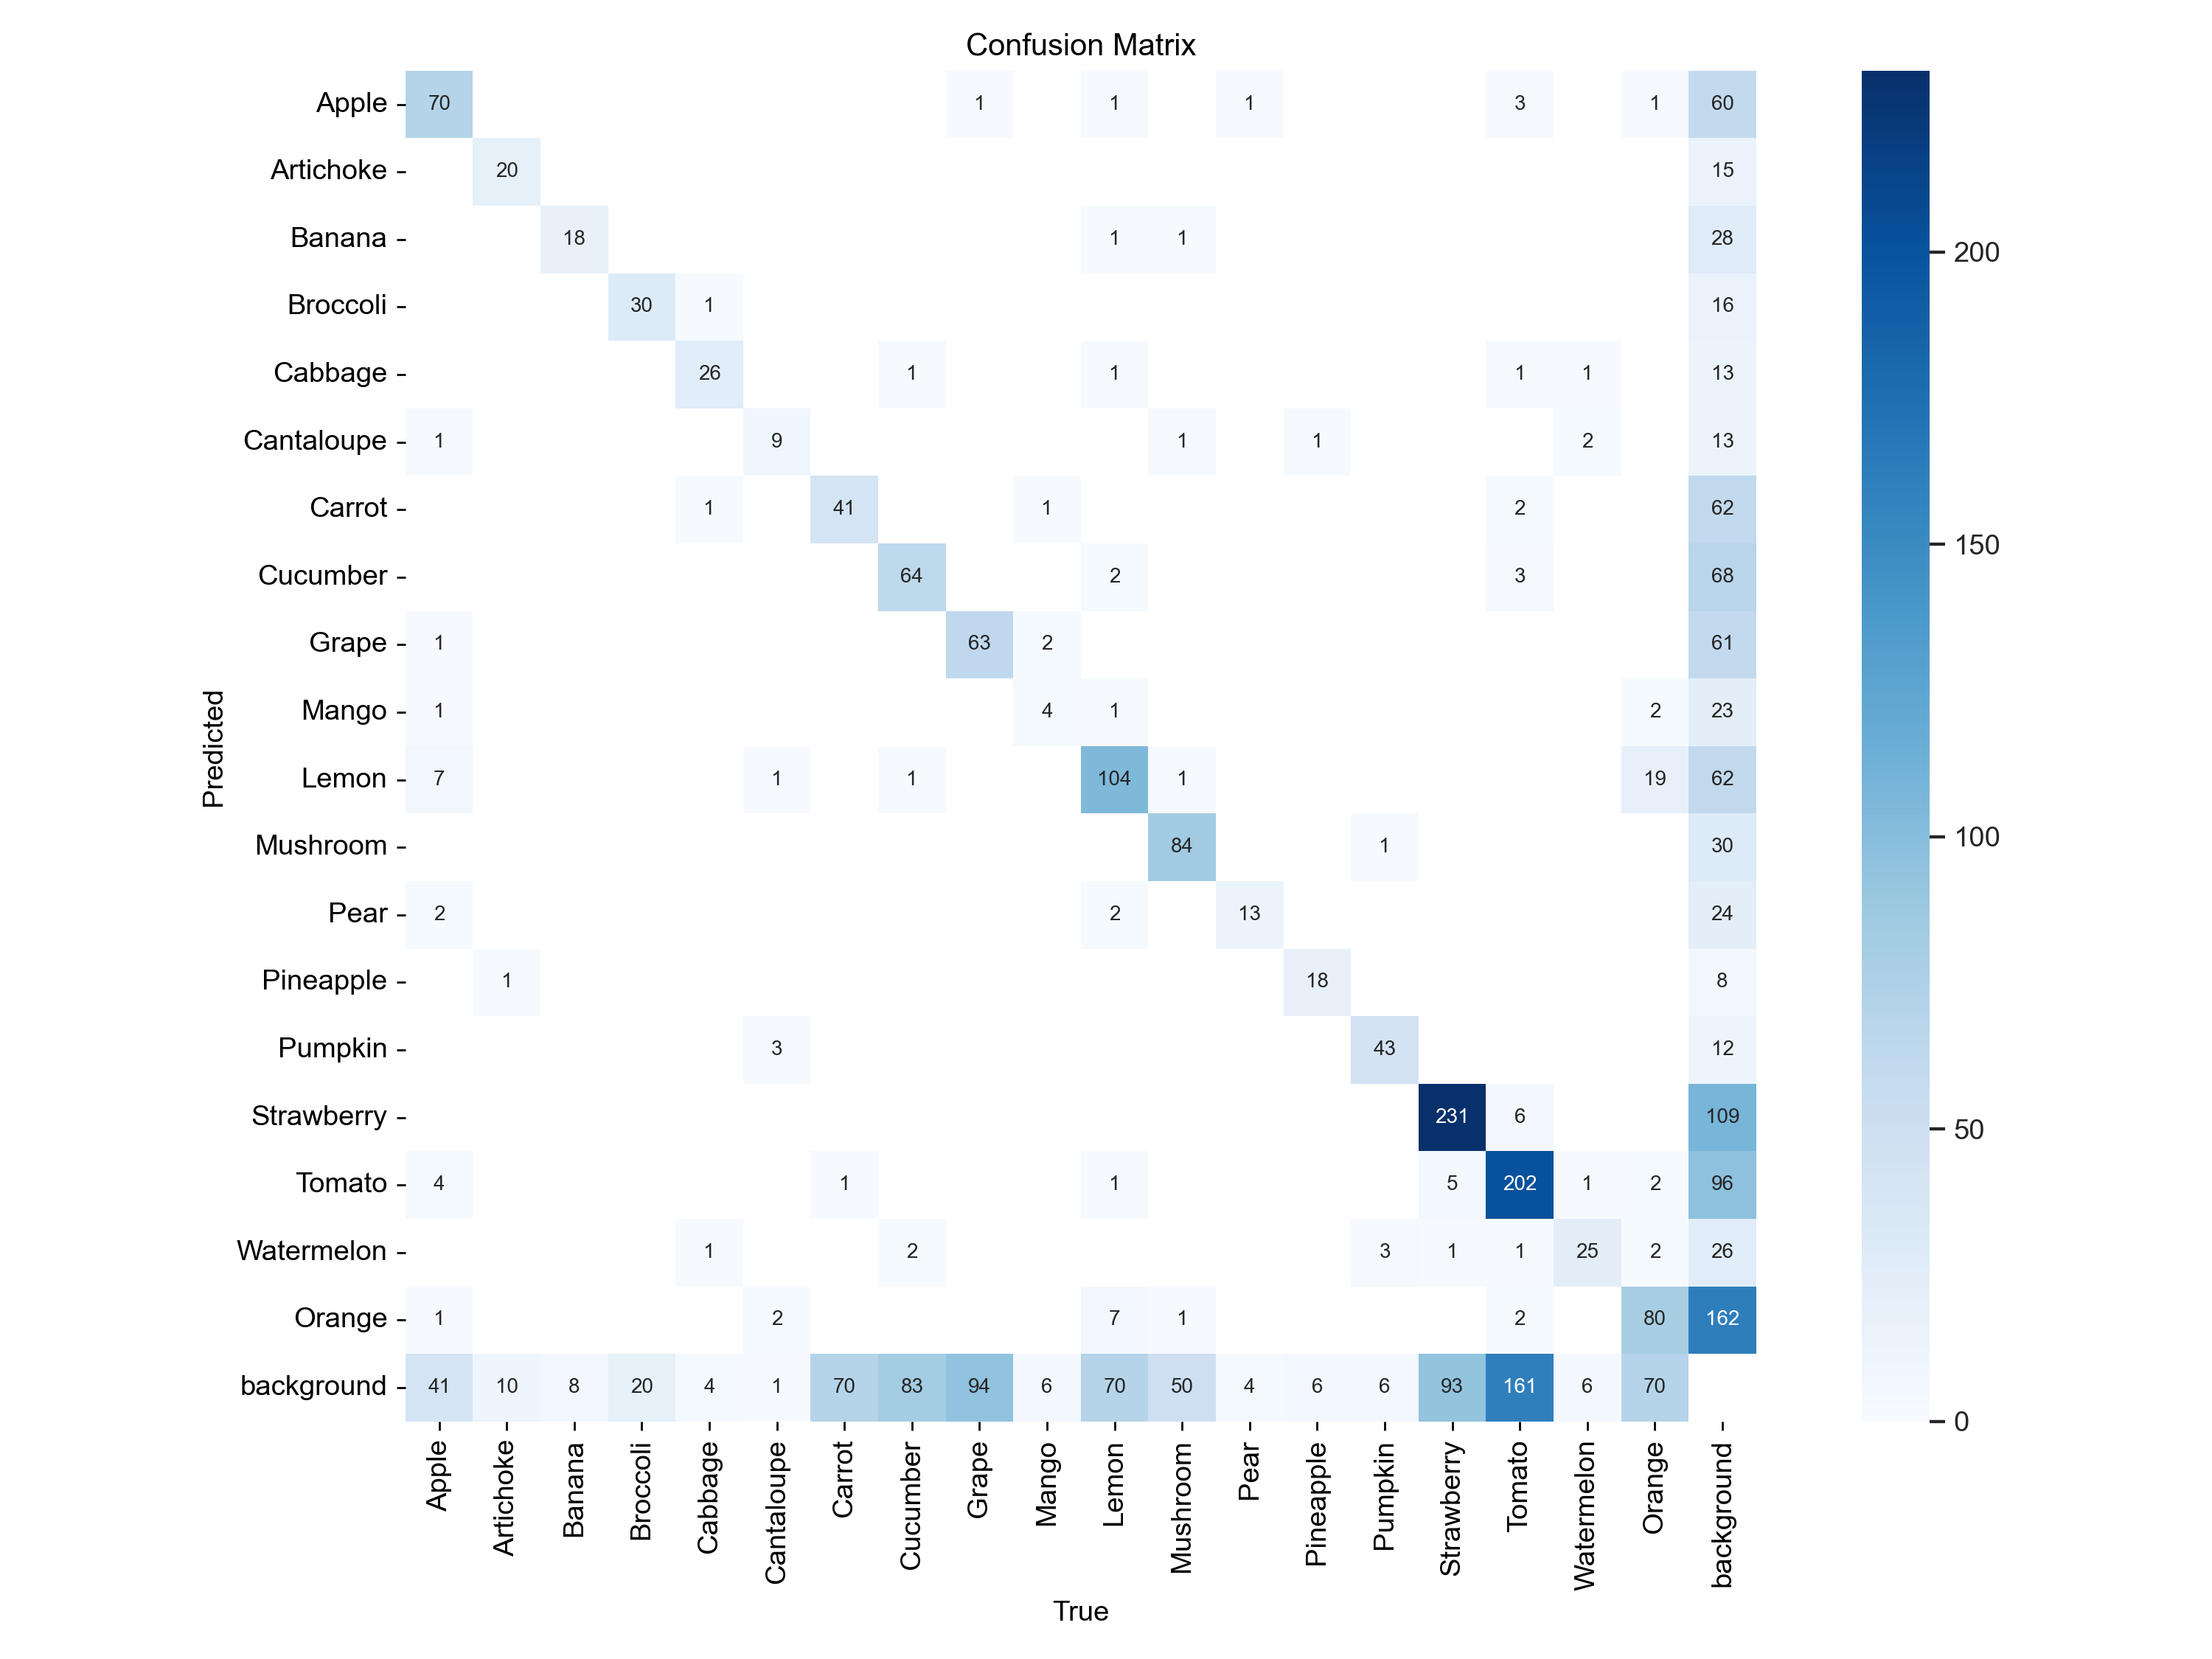 Confusion Matrix
Apple 70 1 1 1 3 1 60
Artichoke 20 15
Banana 18 1 1 28
200
Broccoli 30 1 16
Cabbage 26 1 1 1 1 13
Cantaloupe 1 9 1 1 2 13
Carrot 1 41 1 2 62
150
Cucumber 64 2 3 68
Grape 1 63 2 61
Mango 1 4 1 2 23
Predicted
Lemon 7 1 1 104 1 19 62
100
Mushroom 84 1 30
Pear 2 2 13 24
Pineapple 1 18 8
Pumpkin 3 43 12
Strawberry 231 6 109
50
Tomato 4 1 1 5 202 1 2 96
Watermelon 1 2 3 1 1 25 2 26
Orange 1 2 7 1 2 80 162
background 41 10 8 20 4 1 70 83 94 6 70 50 4 6 6 93 161 6 70
0
Apple Artichoke Banana Broccoli Cabbage Cantaloupe Carrot Cucumber Grape Mango Lemon Mushroom Pear Pineapple Pumpkin Strawberry Tomato Watermelon Orange background
True